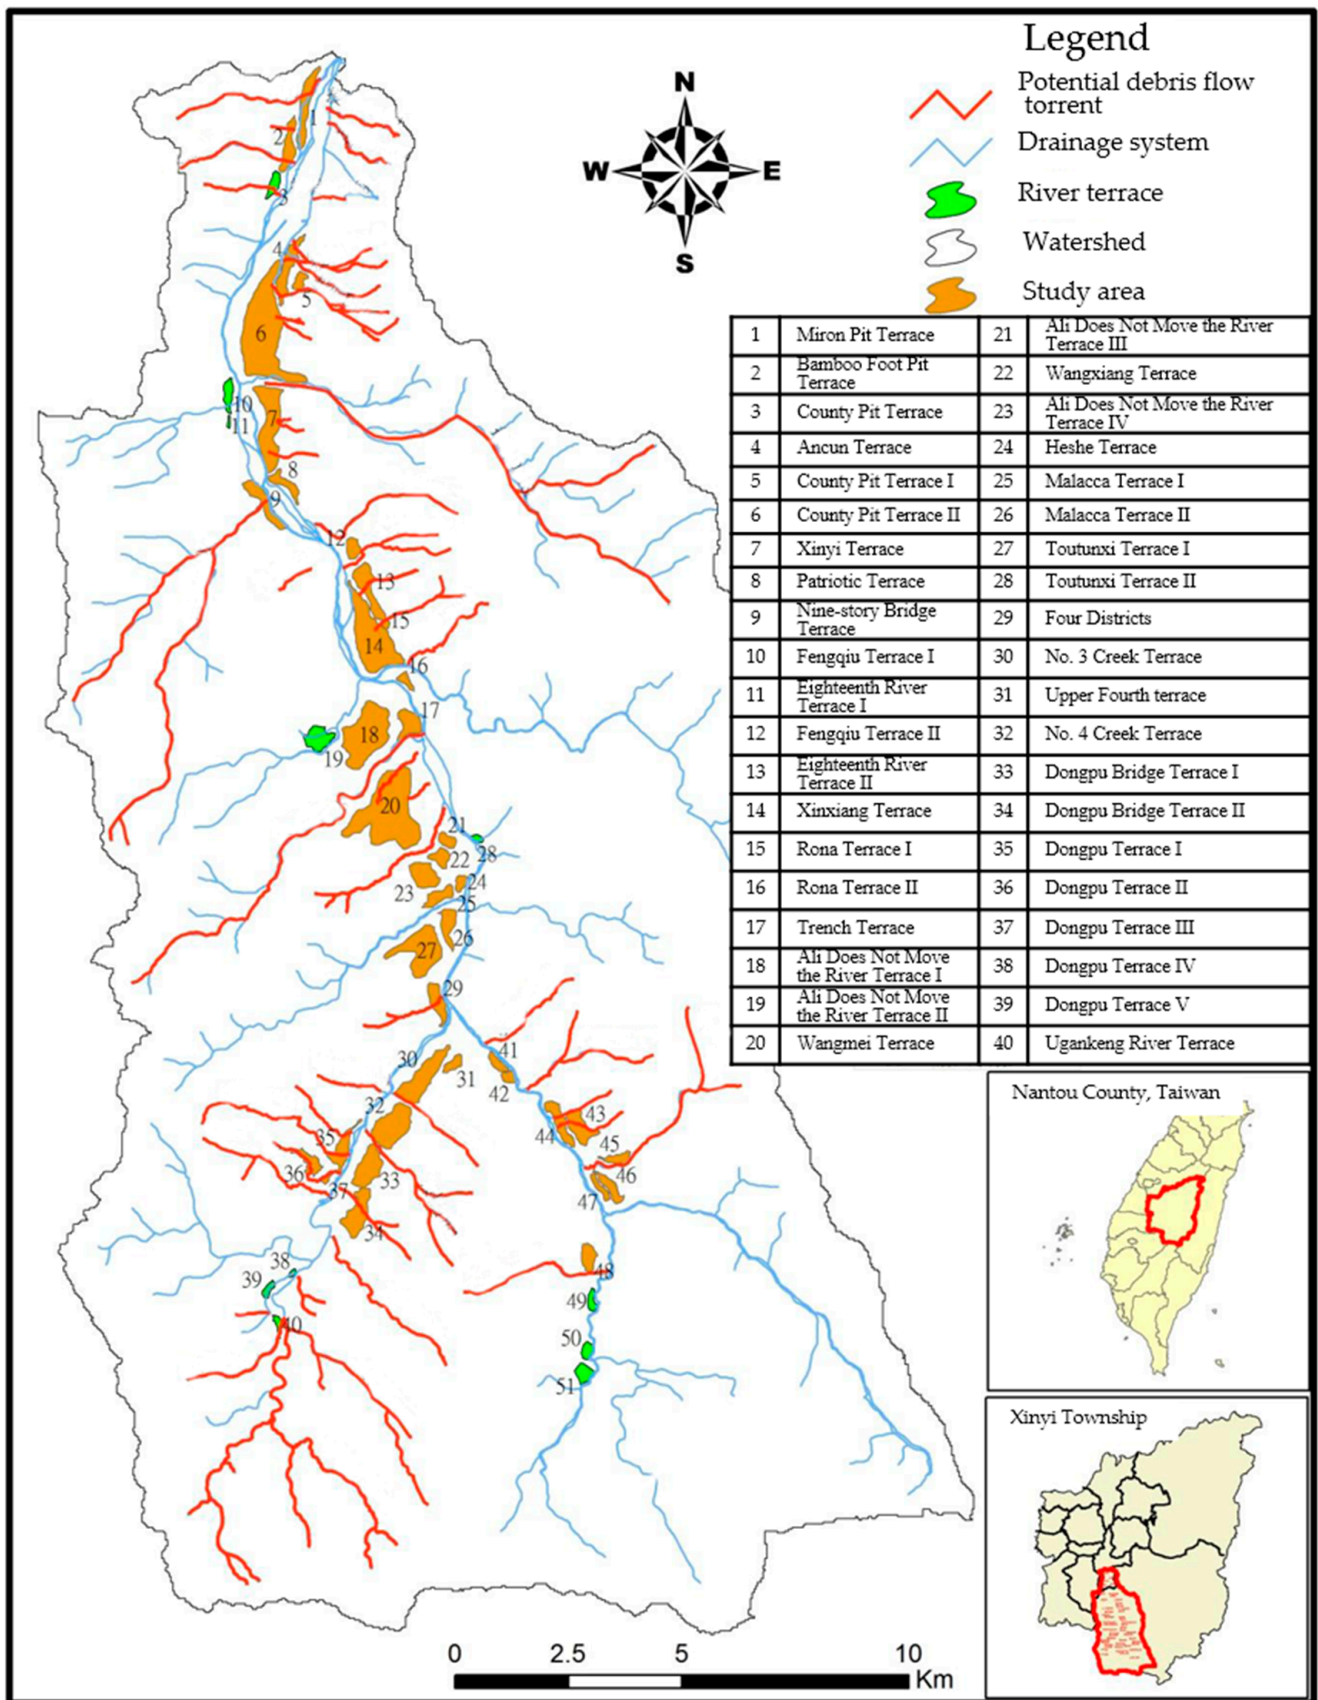 Legend
Potential debris flow
torrent
Drainage system
River terrace
Watershed
Study area
N
W
E
S
1
2
3
4
5
6
7
8
9
10
11
12
13
14
15
16
17
18
19
20
21
22
23
24
25
26
27
28
29
30
31
32
33
34
35
36
37
38
39
40
41
42
43
44
45
46
47
48
49
50
51
1 Miron Pit Terrace 21 Ali Does Not Move the River
Terrace III
2 Bamboo Foot Pit
Terrace 22 Wangxiang Terrace
3 County Pit Terrace 23 Ali Does Not Move the River
Terrace IV
4 Ancun Terrace 24 Heshe Terrace
5 County Pit Terrace I 25 Malacca Terrace I
6 County Pit Terrace II 26 Malacca Terrace II
7 Xinyi Terrace 27 Toutunxi Terrace I
8 Patriotic Terrace 28 Toutunxi Terrace II
9 Nine-story Bridge
Terrace 29 Four Districts
10 Fengqiu Terrace I 30 No. 3 Creek Terrace
11 Eighteenth River
Terrace I 31 Upper Fourth terrace
12 Fengqiu Terrace II 32 No. 4 Creek Terrace
13 Eighteenth River
Terrace II 33 Dongpu Bridge Terrace I
14 Xinxiang Terrace 34 Dongpu Bridge Terrace II
15 Rona Terrace I 35 Dongpu Terrace I
16 Rona Terrace II 36 Dongpu Terrace II
17 Trench Terrace 37 Dongpu Terrace III
18 Ali Does Not Move
the River Terrace I 38 Dongpu Terrace IV
19 Ali Does Not Move
the River Terrace II 39 Dongpu Terrace V
20 Wangmei Terrace 40 Ugankeng River Terrace
Nantou County, Taiwan
Xinyi Township
0 2.5 5 10
Km